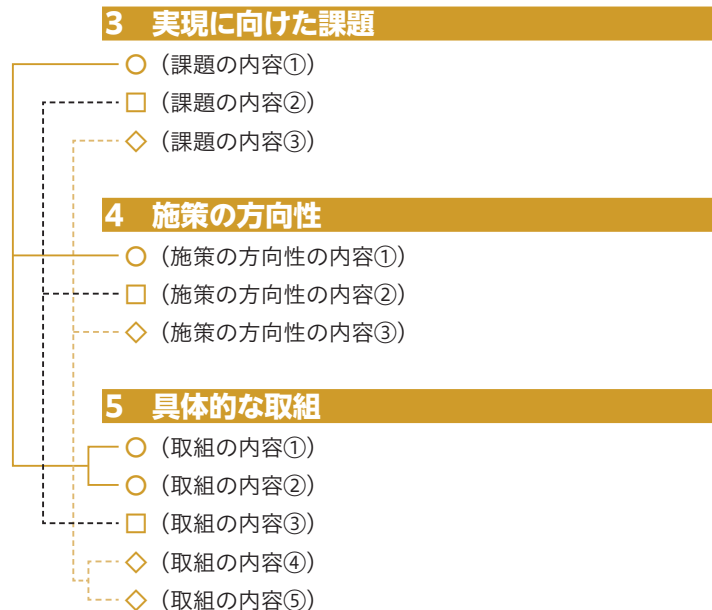 3 実現に向けた課題
○（課題の内容①）
□（課題の内容②）
◇（課題の内容③）
4 施策の方向性
○（施策の方向性の内容①）
□（施策の方向性の内容②）
◇（施策の方向性の内容③）
5 具体的な取組
○（取組の内容①）
○（取組の内容②）
□（取組の内容③）
◇（取組の内容④）
◇（取組の内容⑤）